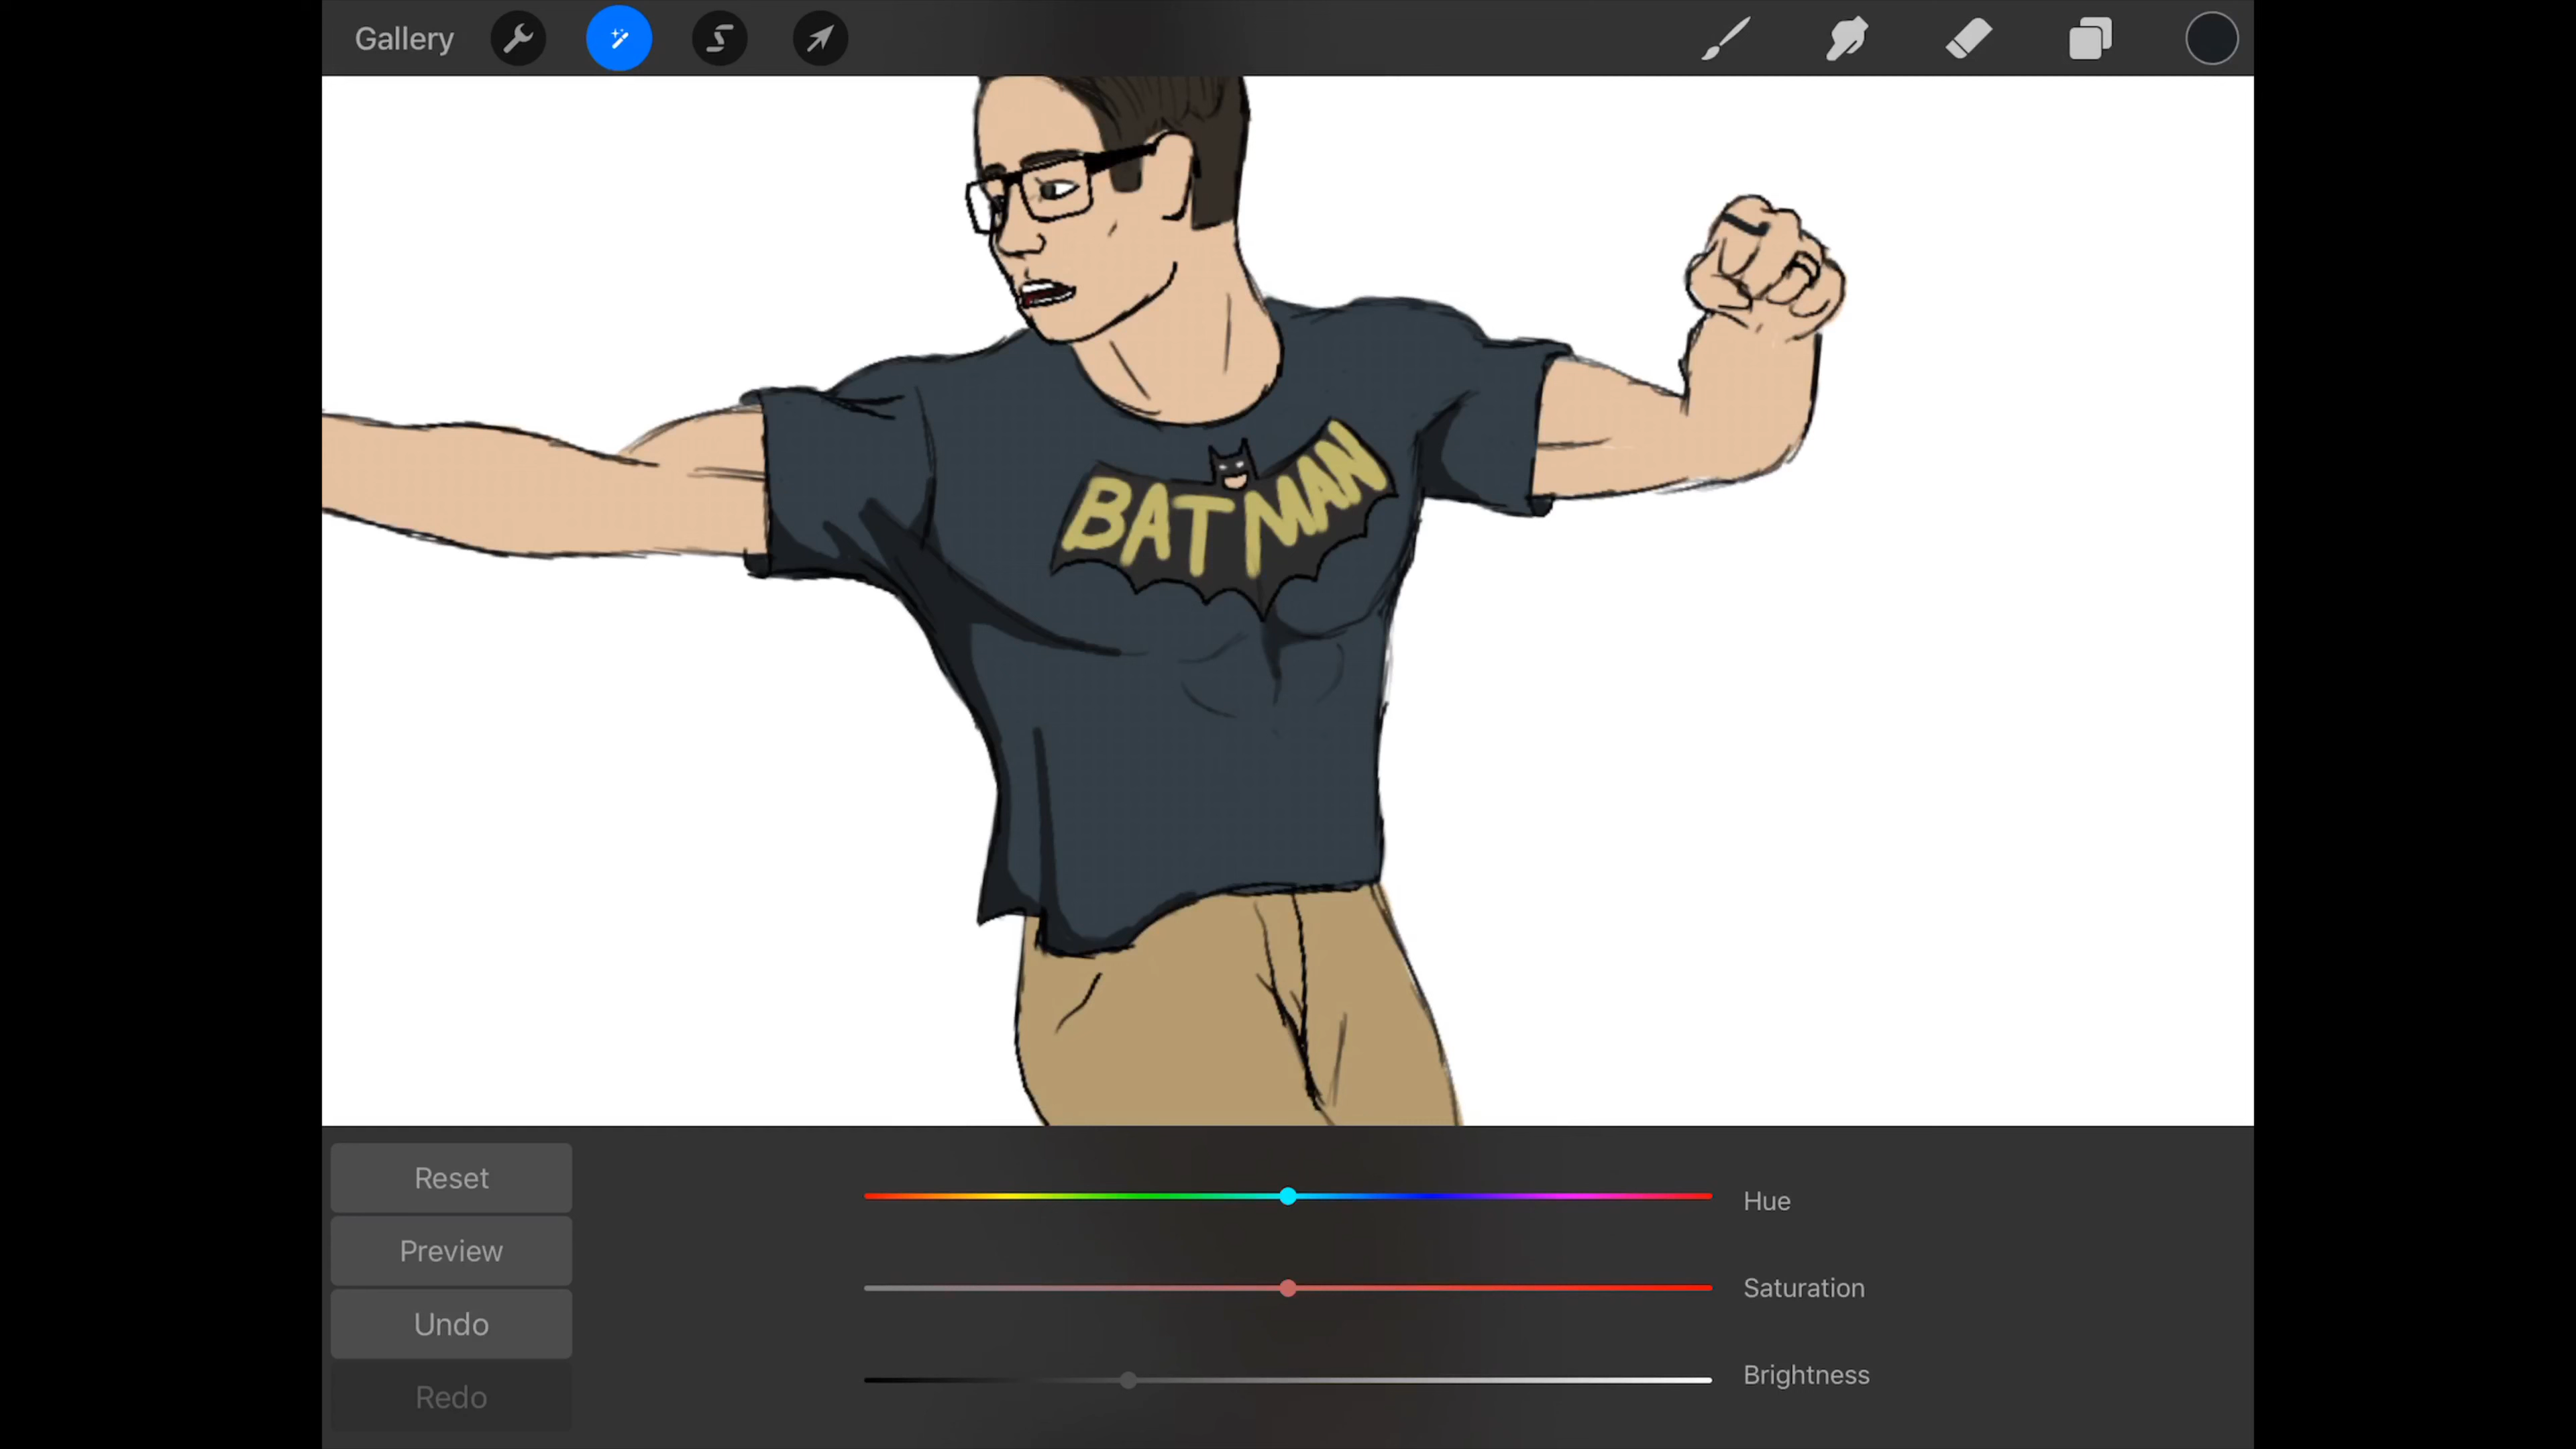 Gallery
BATMAN
Reset
Preview
Undo
Redo
Hue
Saturation
Brightness